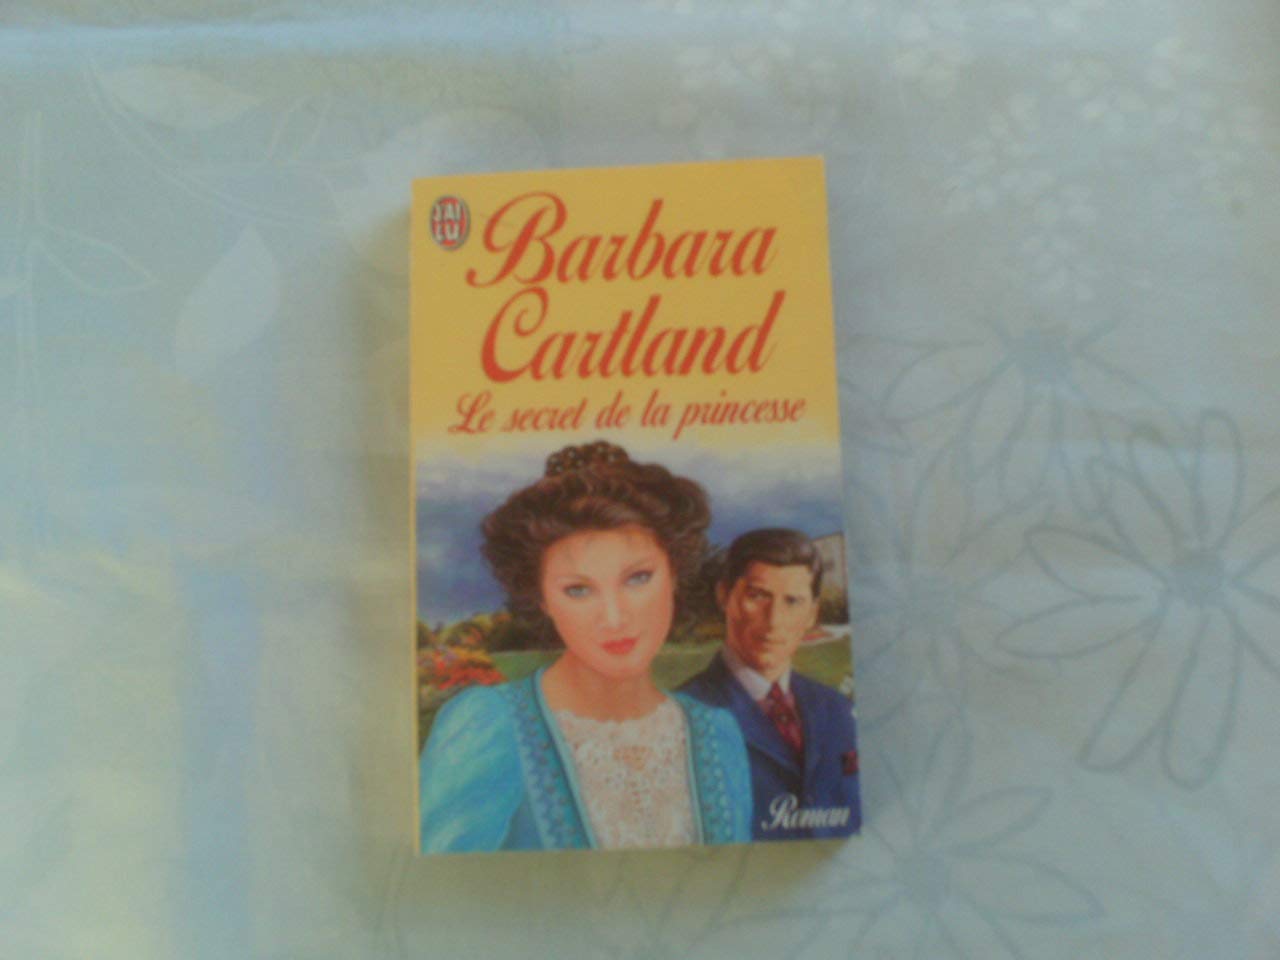 J'AI
LU
Barbara
Cartland
Le secret de la princesse
Roman